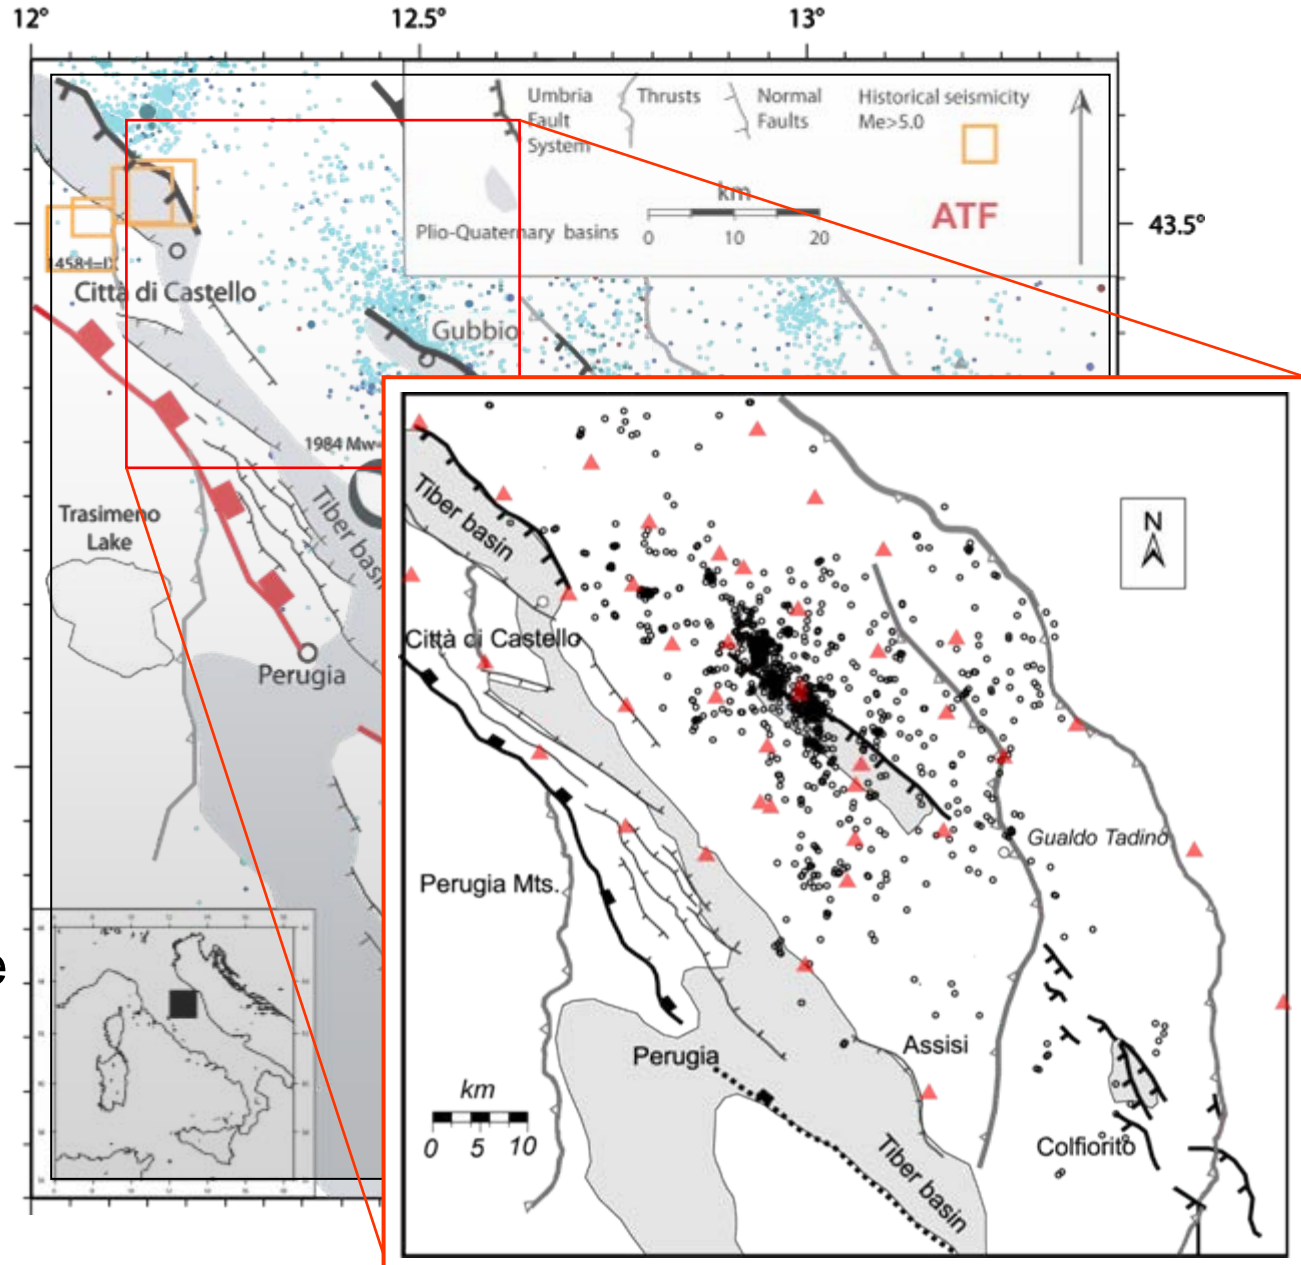 12°
12.5°
13°
Umbria
Fault
System
Thrusts
Normal
Faults
Historical seismicity
Me>5.0
km
ATF
43.5°
Plio-Quaternary basins
0
10
20
Città di Castello
Gubbio
1984 Mw
Trasimeno
Lake
Tiber basin
Perugia
e
N
Tiber basin
Città di Castello
Gualdo Tadino
Perugia Mts.
Assisi
Perugia
km
0 5 10
Colfiorito
Tiber basin